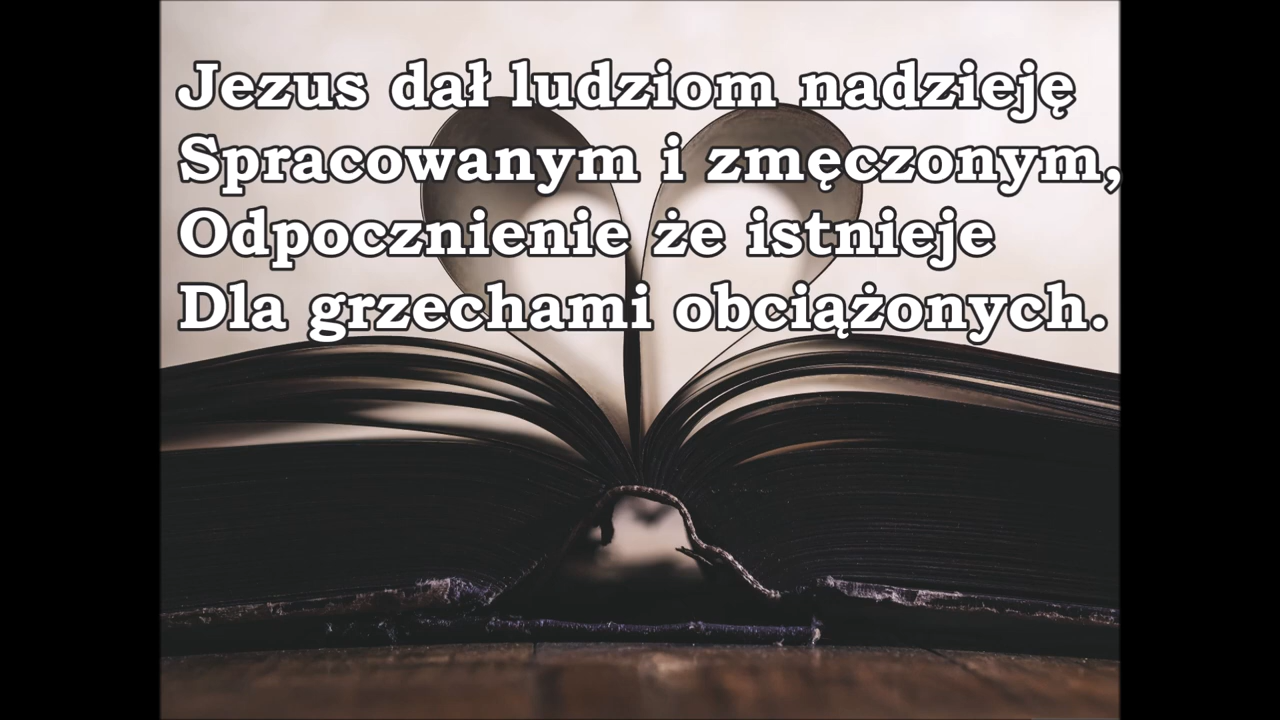 Jezus dał ludziom nadzieję
Spracowanym i zmęczonym,
Odpocznienie że istnieje
Dla grzechami obciążonych.